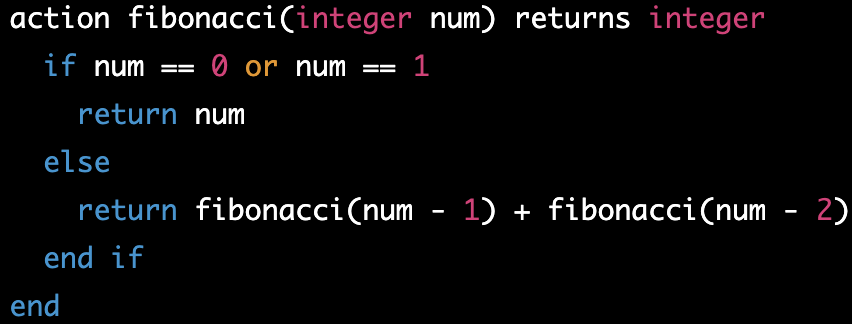 action fibonacci(integer num) returns integer
  if num == 0 or num == 1
    return num
  else
    return fibonacci(num - 1) + fibonacci(num - 2)
  end if
end